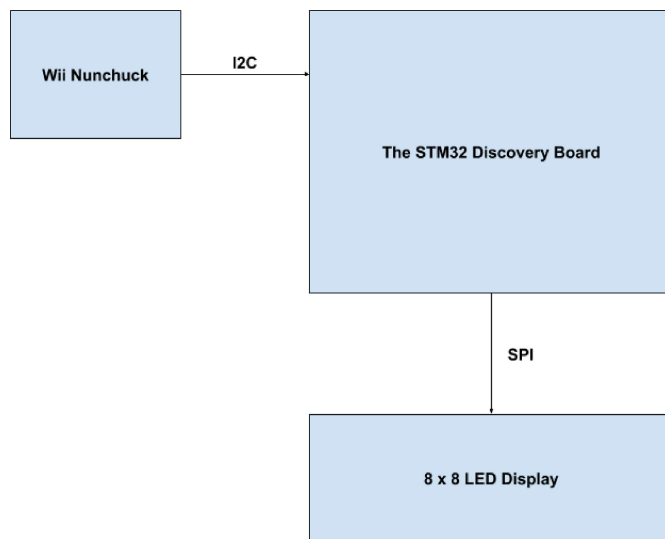 Wii Nunchuck
I2C
The STM32 Discovery Board
SPI
8 x 8 LED Display